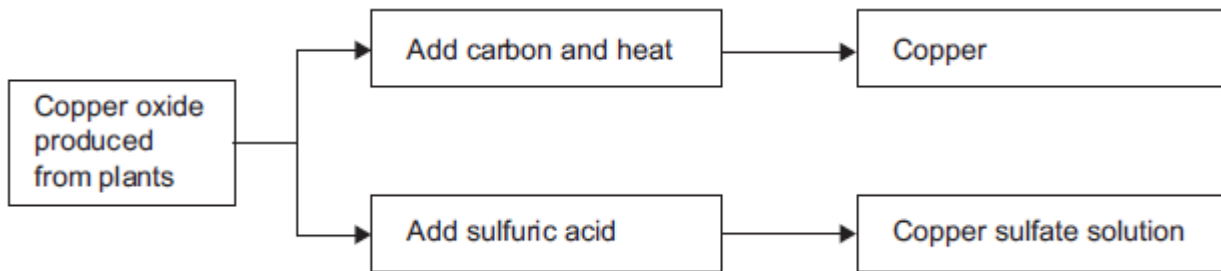 Copper oxide
produced
from plants
Add carbon and heat
Copper
Add sulfuric acid
Copper sulfate solution